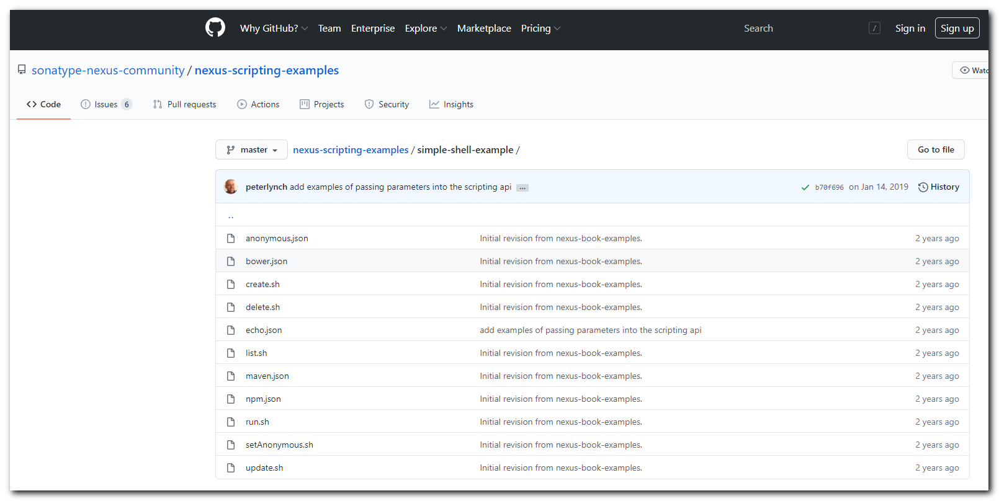 Why GitHub? Team Enterprise Explore Marketplace Pricing Search / Sign in Sign up
sonatype-nexus-community / nexus-scripting-examples
Code Issues 6 Pull requests Actions Projects Security Insights
master nexus-scripting-examples / simple-shell-example / Go to file
peterlynch add examples of passing parameters into the scripting api ... b70f696 on Jan 14, 2019 History
..
anonymous.json Initial revision from nexus-book-examples. 2 years ago
bower.json Initial revision from nexus-book-examples. 2 years ago
create.sh Initial revision from nexus-book-examples. 2 years ago
delete.sh Initial revision from nexus-book-examples. 2 years ago
echo.json add examples of passing parameters into the scripting api 2 years ago
list.sh Initial revision from nexus-book-examples. 2 years ago
maven.json Initial revision from nexus-book-examples. 2 years ago
npm.json Initial revision from nexus-book-examples. 2 years ago
run.sh Initial revision from nexus-book-examples. 2 years ago
setAnonymous.sh Initial revision from nexus-book-examples. 2 years ago
update.sh Initial revision from nexus-book-examples. 2 years ago